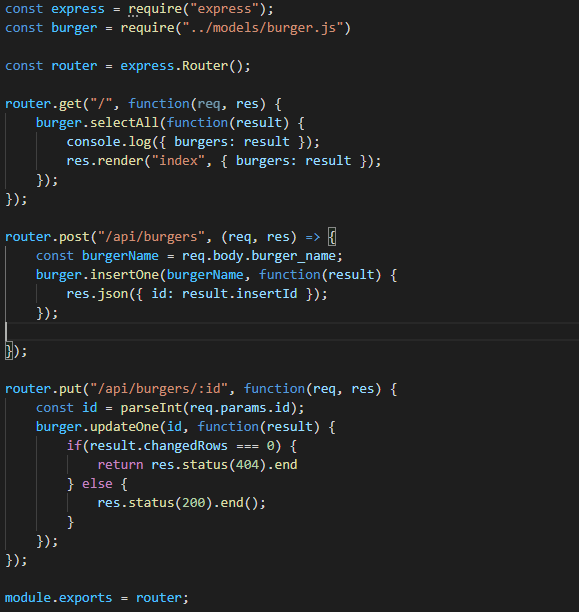 const express = require("express");
const burger = require("../models/burger.js")
const router = express.Router();
router.get("/", function(req, res) {
    burger.selectAll(function(result) {
        console.log({ burgers: result });
        res.render("index", { burgers: result });
    });
});
router.post("/api/burgers", (req, res) => {
    const burgerName = req.body.burger_name;
    burger.insertOne(burgerName, function(result) {
        res.json({ id: result.insertId });
    });
});
router.put("/api/burgers/:id", function(req, res) {
    const id = parseInt(req.params.id);
    burger.updateOne(id, function(result) {
        if(result.changedRows === 0) {
            return res.status(404).end
        } else {
            res.status(200).end();
        }
    });
});
module.exports = router;